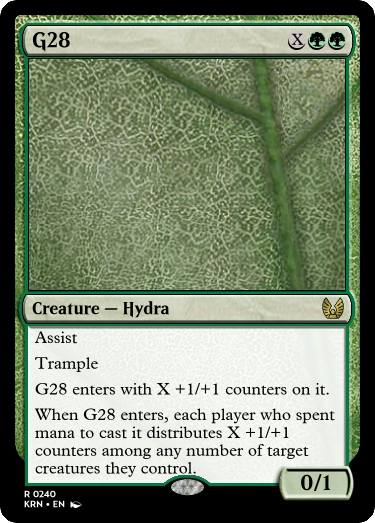 G28 X
Creature — Hydra
Assist
Trample
G28 enters with X +1/+1 counters on it.
When G28 enters, each player who spent
mana to cast it distributes X +1/+1
counters among any number of target
creatures they control.
0/1
R 0240
KRN • EN